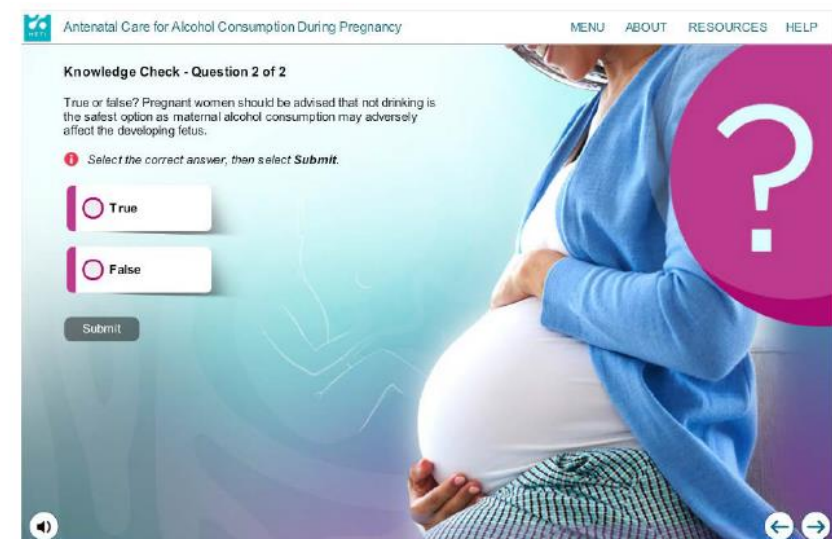 HETI
Antenatal Care for Alcohol Consumption During Pregnancy
MENU ABOUT RESOURCES HELP
Knowledge Check - Question 2 of 2
True or false? Pregnant women should be advised that not drinking is
the safest option as maternal alcohol consumption may adversely
affect the developing fetus.
Select the correct answer, then select Submit.
True
False
Submit
?